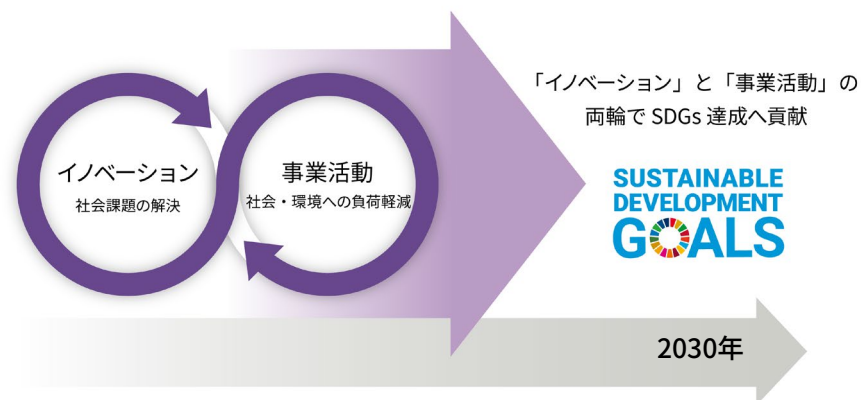 イノベーション
社会課題の解決
事業活動
社会・環境への負荷軽減
「イノベーション」と「事業活動」の
両輪で SDGs 達成へ貢献
SUSTAINABLE
DEVELOPMENT
GOALS
2030年